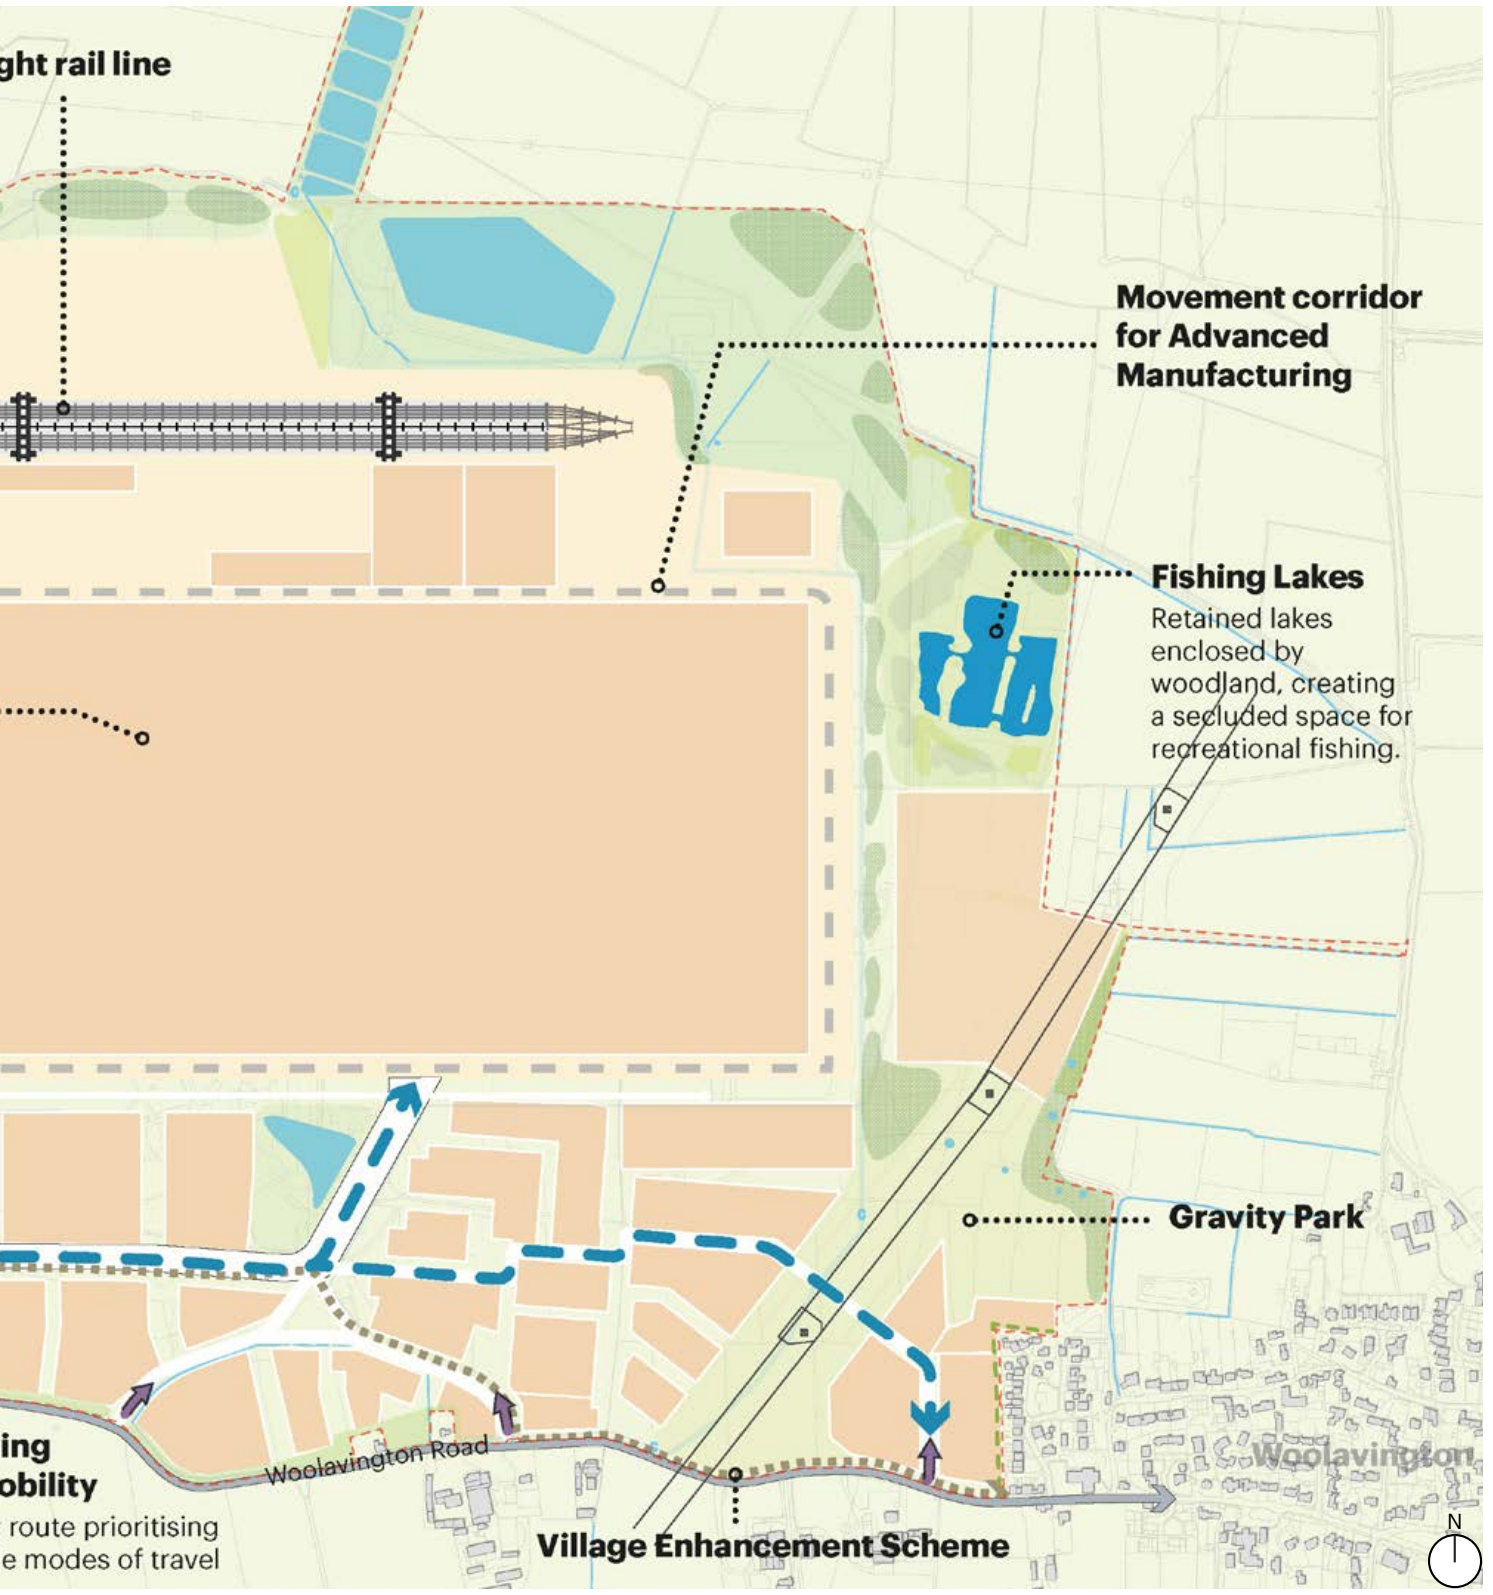 ght rail line
Movement corridor
for Advanced
Manufacturing
Fishing Lakes
Retained lakes
enclosed by
woodland, creating
a secluded space for
recreational fishing.
Gravity Park
ing
obility
route prioritising
e modes of travel
Woolavington Road
Woolavington
Village Enhancement Scheme
N